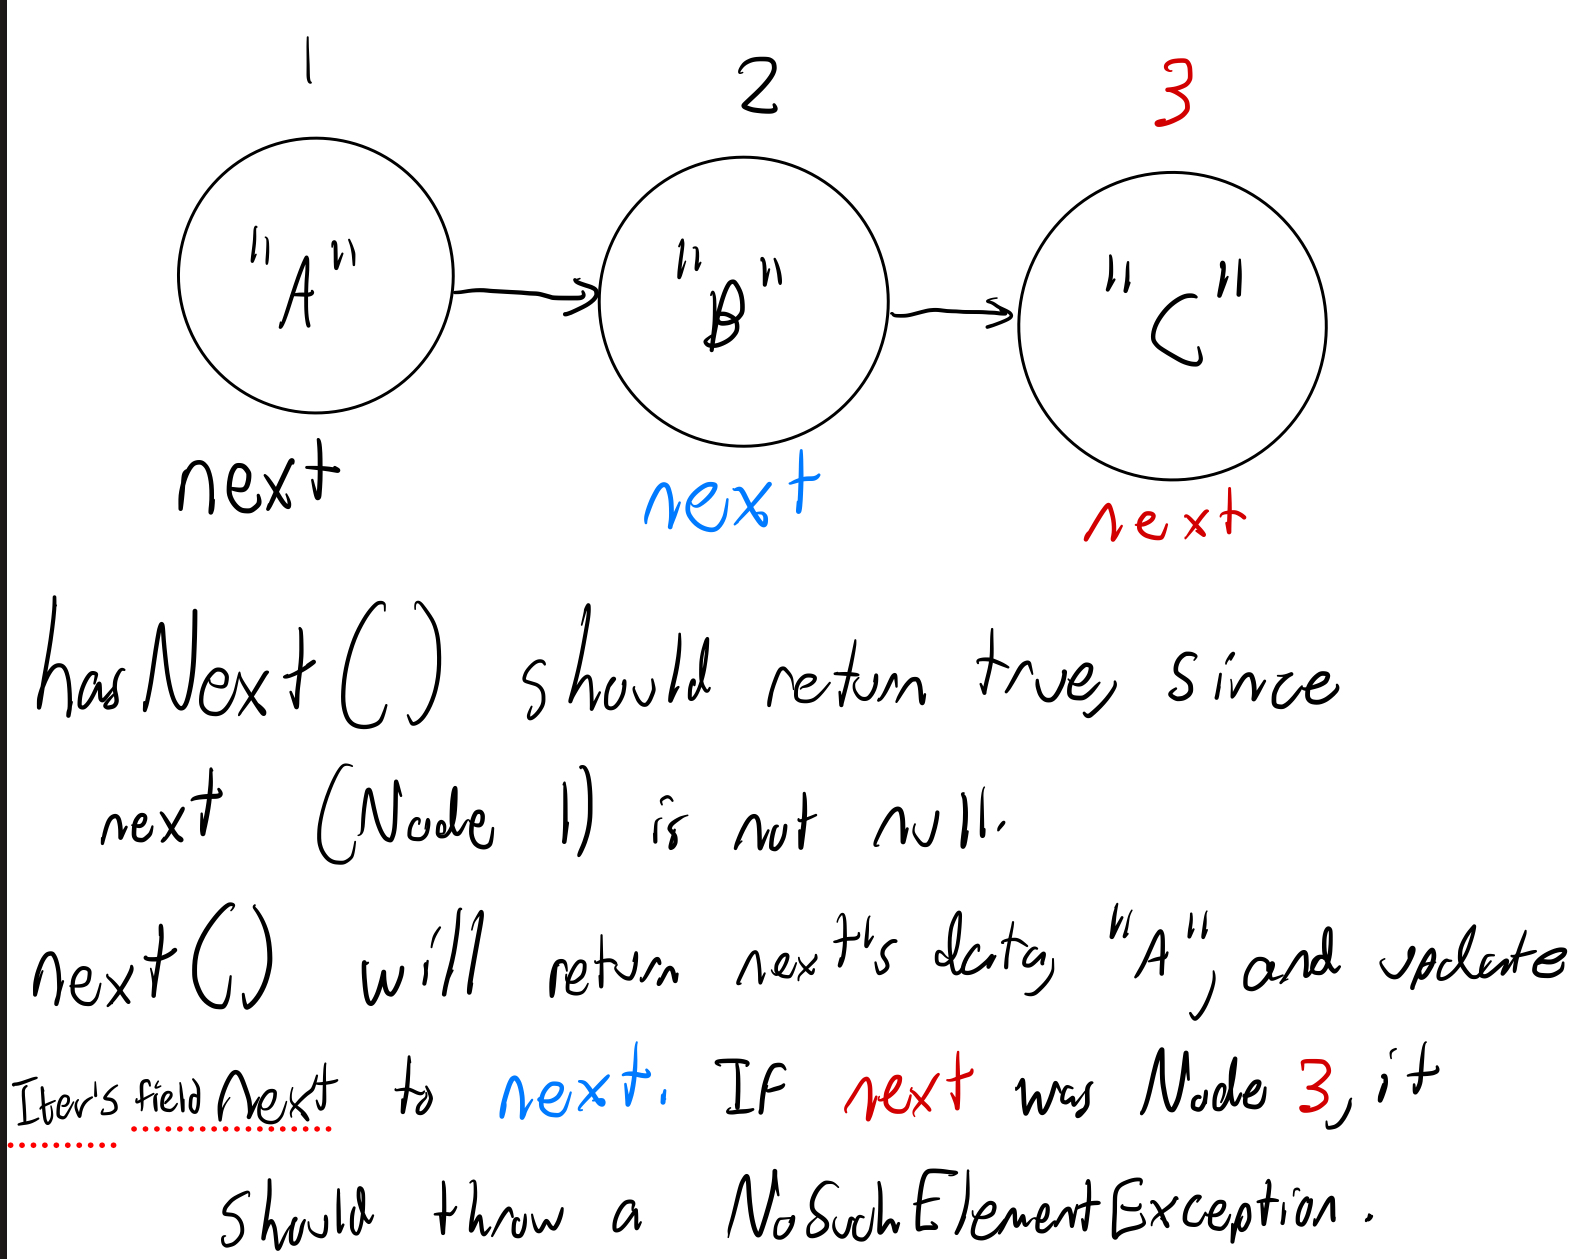 1 2 3
"A" "B" "C"
next next next
hasNext() should return true, since
next (Node 1) is not null.
next() will return next's data, "A", and update
Iter's field next to next. If next was Node 3, it
should throw a NoSuchElementException.